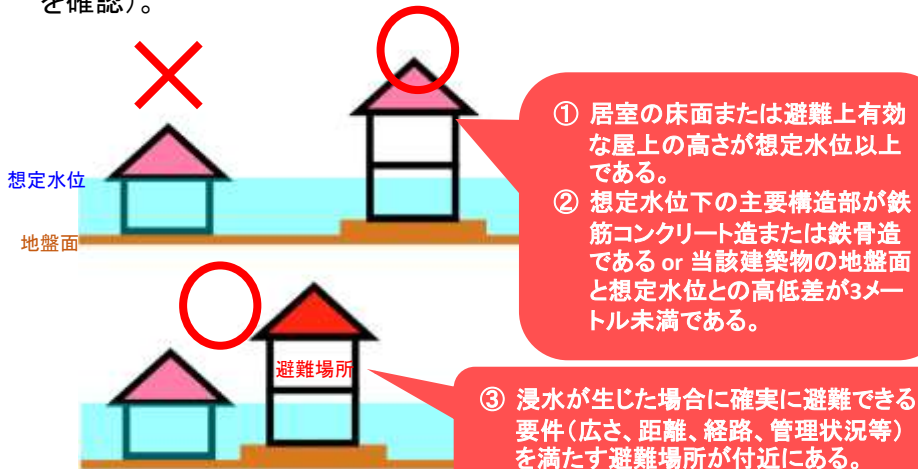 を確認）。
① 居室の床面または避難上有効
な屋上の高さが想定水位以上
である。
② 想定水位下の主要構造部が鉄
筋コンクリート造または鉄骨造
である or 当該建築物の地盤面
と想定水位との高低差が3メー
トル未満である。
想定水位
地盤面
避難場所
③ 浸水が生じた場合に確実に避難できる
要件（広さ、距離、経路、管理状況等）
を満たす避難場所が付近にある。